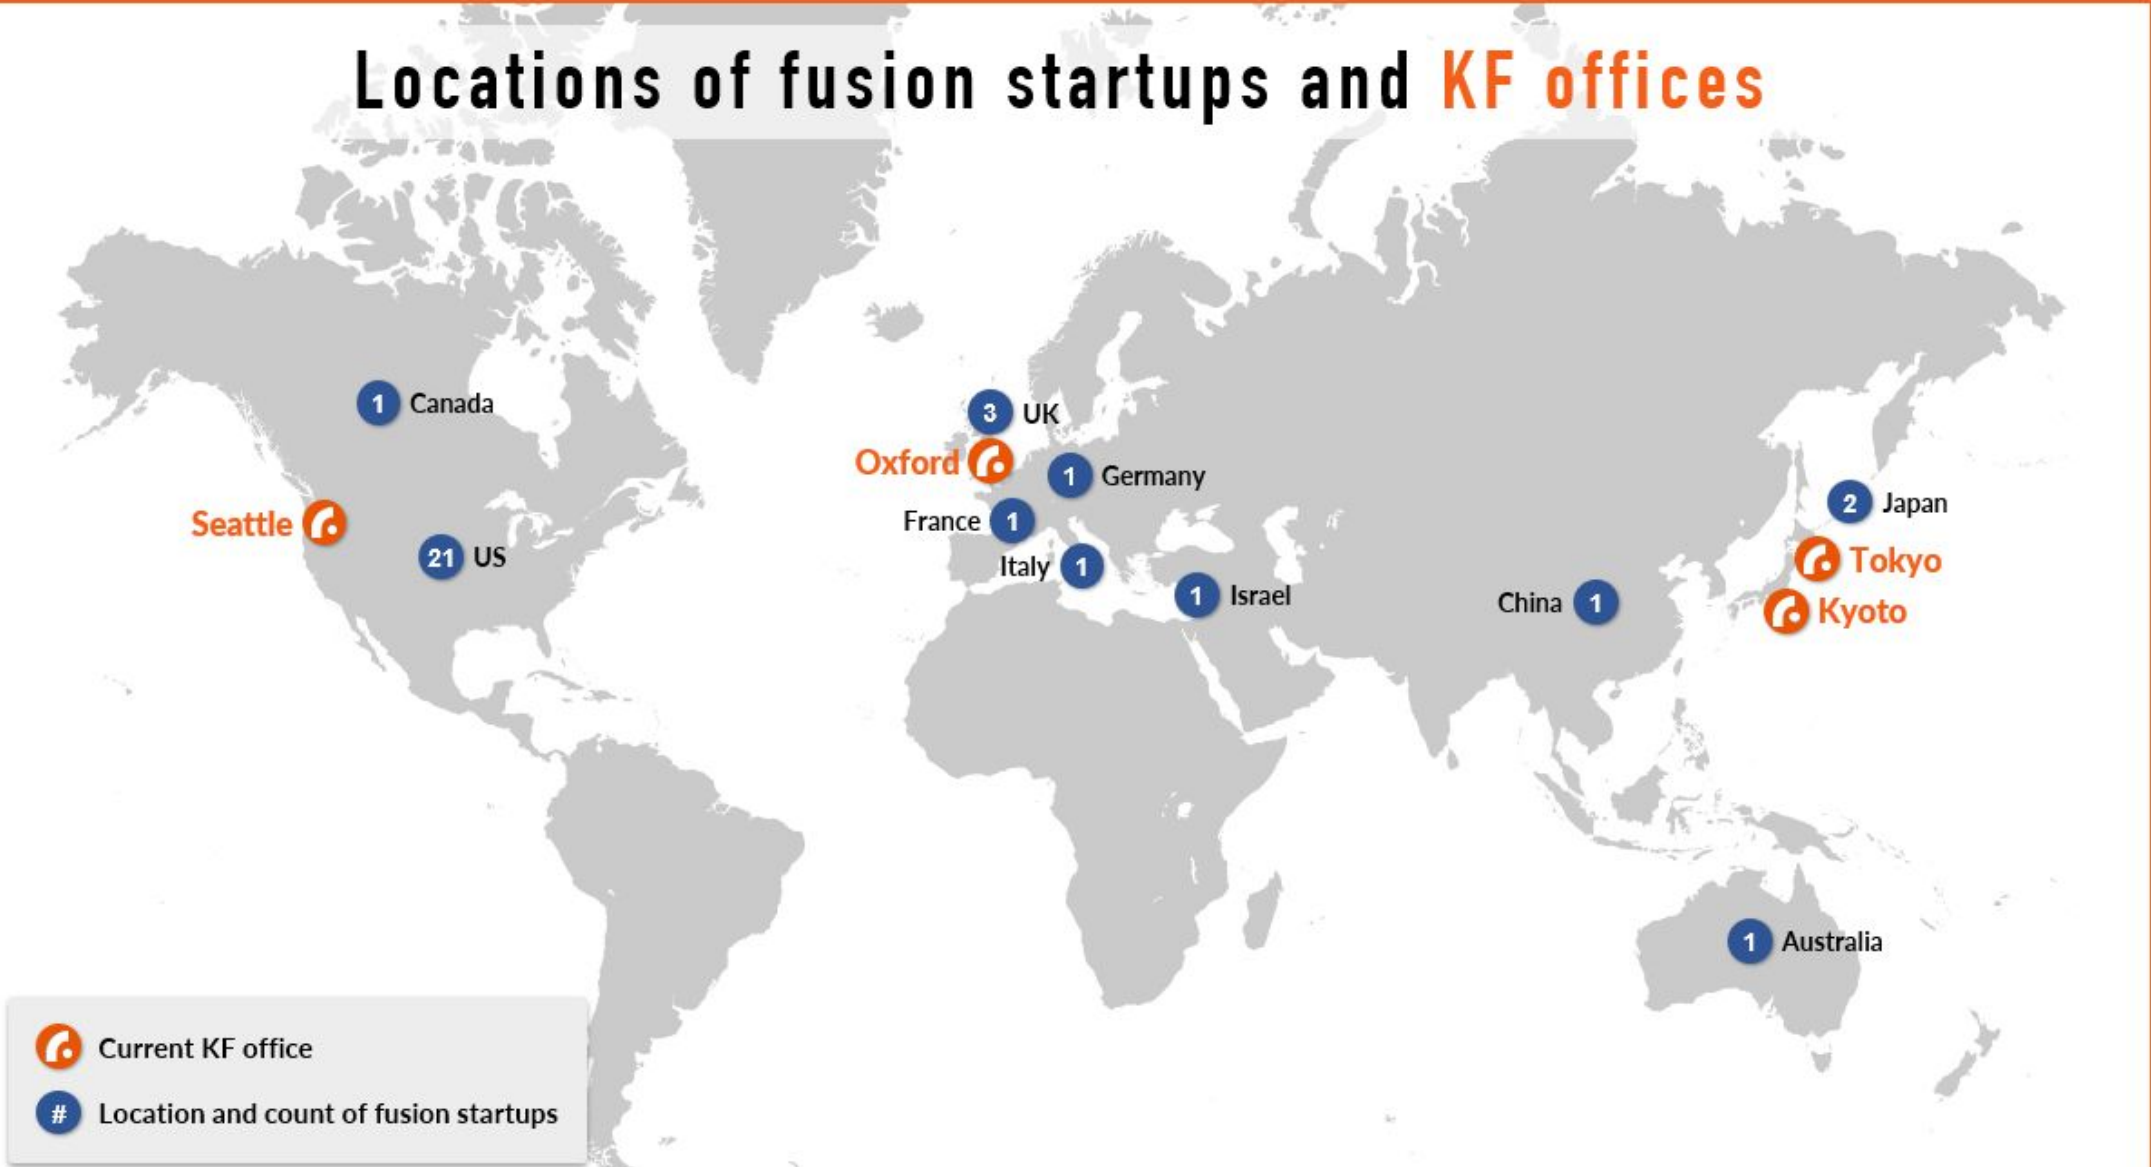 Locations of fusion startups and KF offices
1 Canada
3 UK
Oxford
1 Germany
Seattle
France 1
21 US
Italy 1
1 Israel
China 1
2 Japan
Tokyo
Kyoto
1 Australia
Current KF office
# Location and count of fusion startups